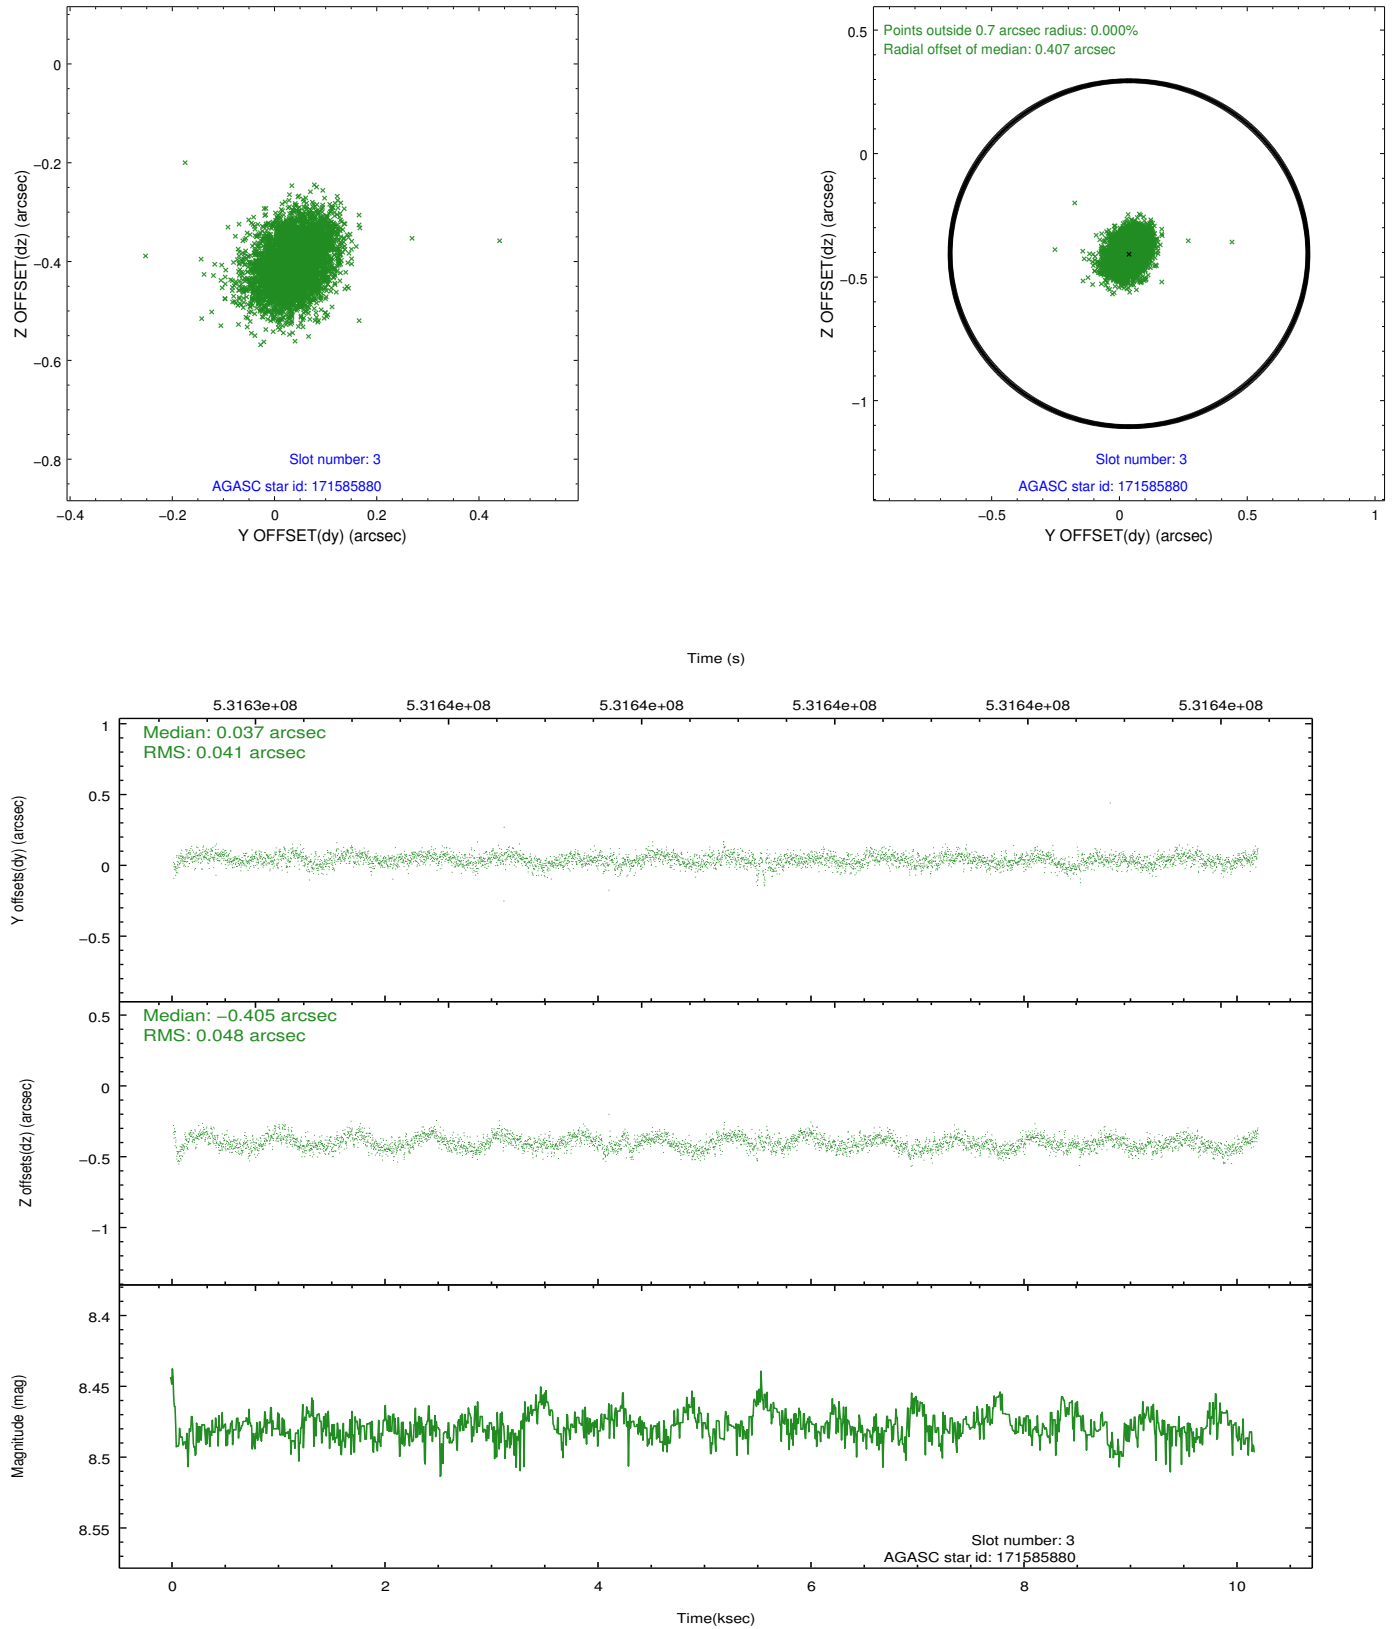 0
−0.2
−0.4
−0.6
−0.8
Z OFFSET(dz) (arcsec)
Slot number: 3
AGASC star id: 171585880
−0.4
−0.2
0
0.2
0.4
Y OFFSET(dy) (arcsec)
Points outside 0.7 arcsec radius: 0.000%
Radial offset of median: 0.407 arcsec
0.5
0
−0.5
−1
Z OFFSET(dz) (arcsec)
Slot number: 3
AGASC star id: 171585880
−0.5
0
0.5
1
Y OFFSET(dy) (arcsec)
Time (s)
5.3163e+08
5.3164e+08
5.3164e+08
5.3164e+08
5.3164e+08
5.3164e+08
Median: 0.037 arcsec
RMS: 0.041 arcsec
1
0.5
0
−0.5
Y offsets(dy) (arcsec)
Median: −0.405 arcsec
RMS: 0.048 arcsec
0.5
0
−0.5
−1
Z offsets(dz) (arcsec)
8.4
8.45
8.5
8.55
Magnitude (mag)
Slot number: 3
AGASC star id: 171585880
0
2
4
6
8
10
Time(ksec)